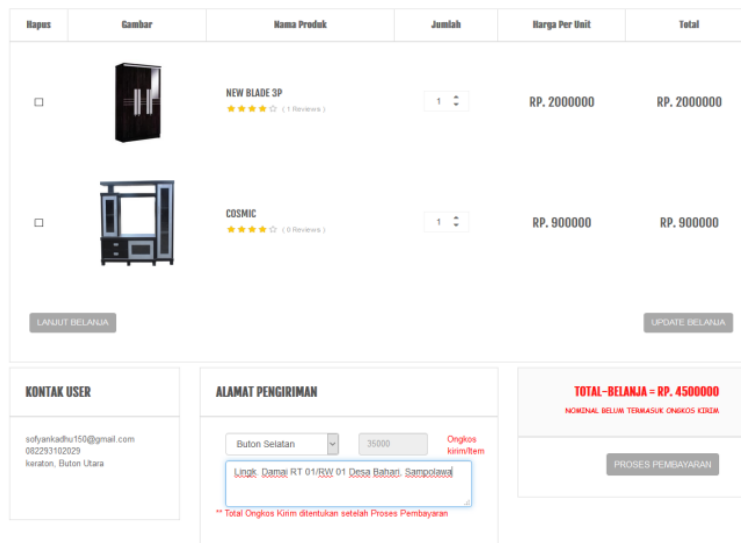 Hapus Gambar Nama Produk Jumlah Harga Per Unit Total
NEW BLADE 3P
( 1 Reviews )
1
RP. 2000000
RP. 2000000
COSMIC
( 0 Reviews )
1
RP. 900000
RP. 900000
LANJUT BELANJA
UPDATE BELANJA
KONTAK USER
sofyankadhu150@gmail.com
082293102029
keraton, Buton Utara
ALAMAT PENGIRIMAN
Buton Selatan
35000
Ongkos
kirim/Item
Lingk. Damai RT 01/RW 01 Desa Bahari, Sampolawa
** Total Ongkos Kirim ditentukan setelah Proses Pembayaran
TOTAL-BELANJA = RP. 4500000
NOMINAL BELUM TERMASUK ONGKOS KIRIM
PROSES PEMBAYARAN